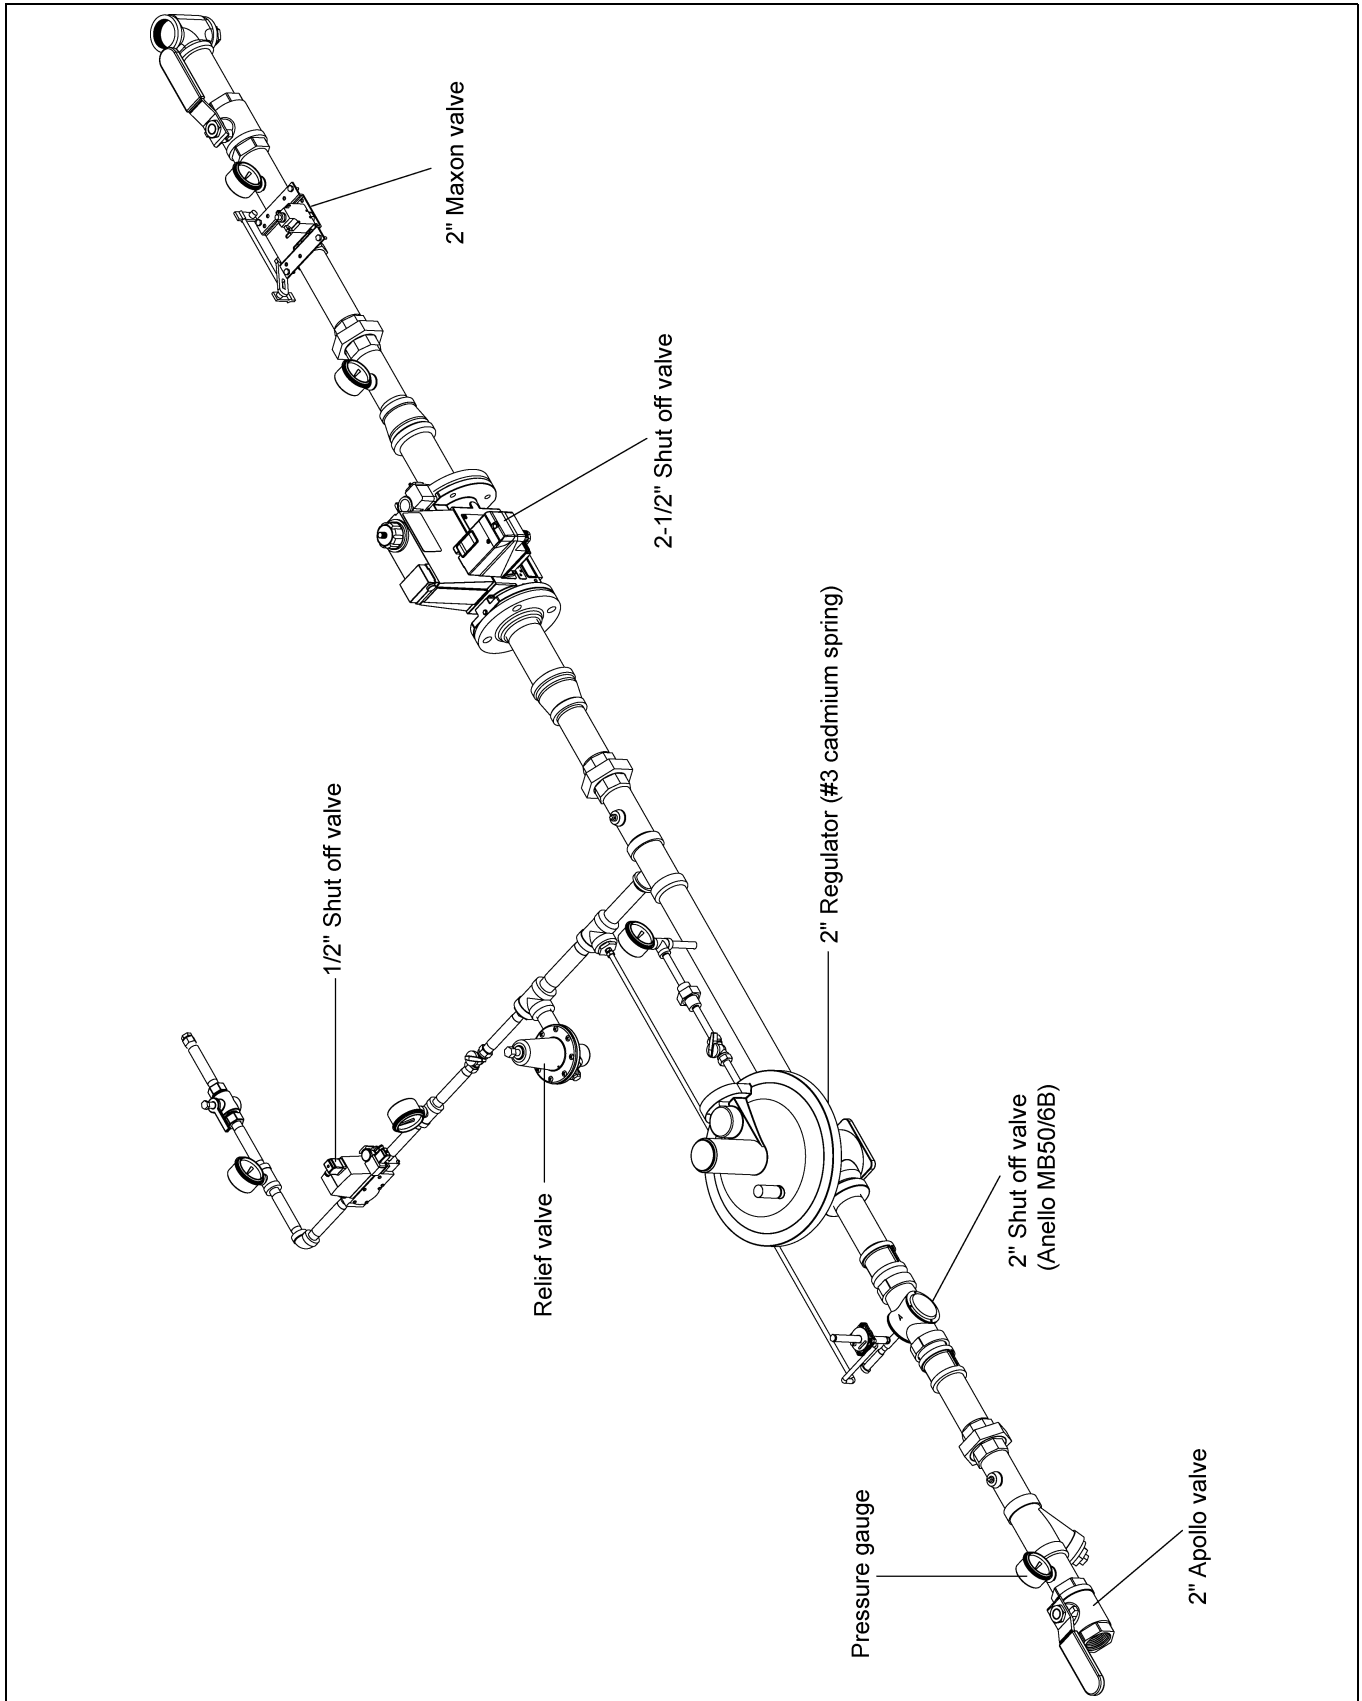 2" Maxon valve
2-1/2" Shut off valve
2" Regulator (#3 cadmium spring)
1/2" Shut off valve
Relief valve
2" Shut off valve
(Anello MB50/6B)
Pressure gauge
2" Apollo valve